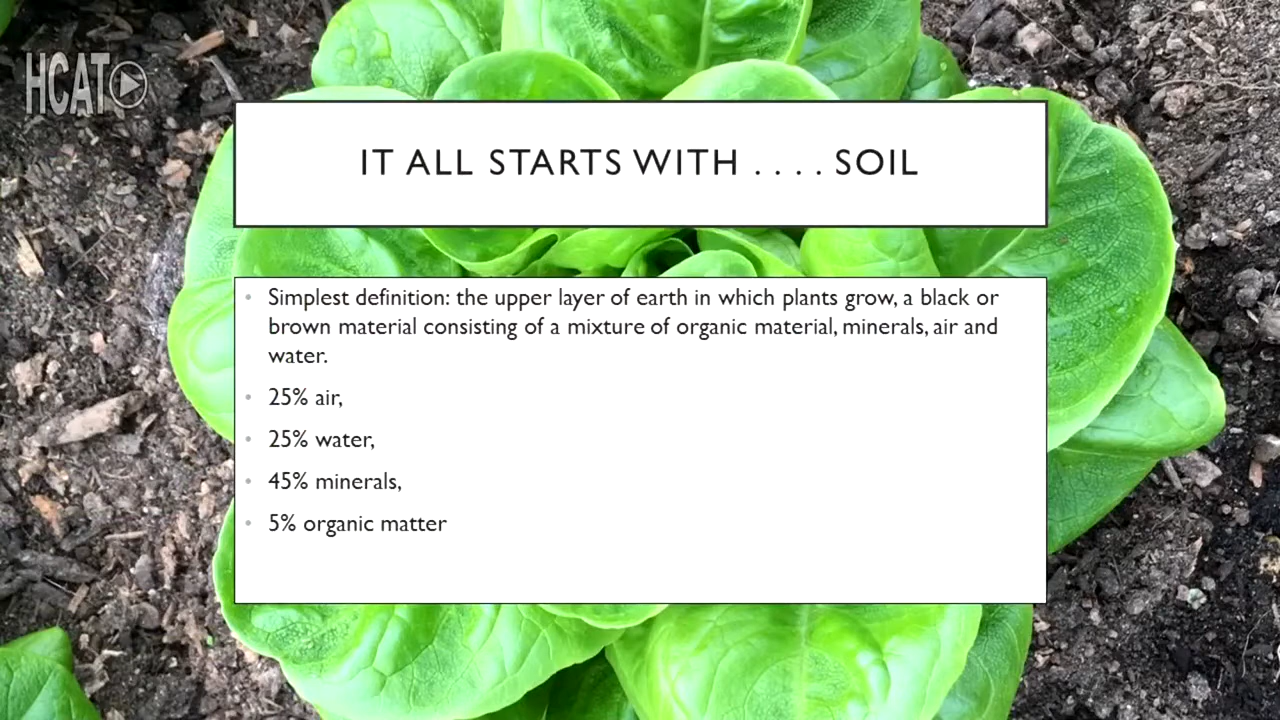 HCAT
IT ALL STARTS WITH . . . . SOIL
• Simplest definition: the upper layer of earth in which plants grow, a black or
brown material consisting of a mixture of organic material, minerals, air and
water.
• 25% air,
• 25% water,
• 45% minerals,
• 5% organic matter